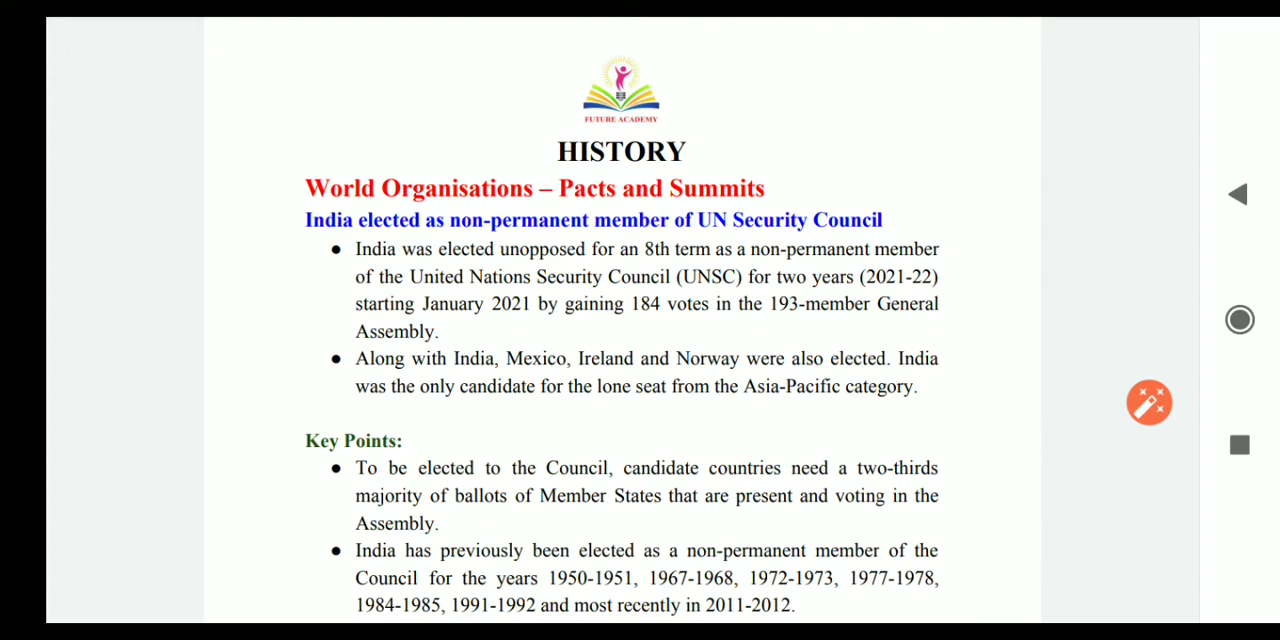 FUTURE ACADEMY
HISTORY
World Organisations – Pacts and Summits
India elected as non-permanent member of UN Security Council
● India was elected unopposed for an 8th term as a non-permanent member
of the United Nations Security Council (UNSC) for two years (2021-22)
starting January 2021 by gaining 184 votes in the 193-member General
Assembly.
● Along with India, Mexico, Ireland and Norway were also elected. India
was the only candidate for the lone seat from the Asia-Pacific category.
Key Points:
● To be elected to the Council, candidate countries need a two-thirds
majority of ballots of Member States that are present and voting in the
Assembly.
● India has previously been elected as a non-permanent member of the
Council for the years 1950-1951, 1967-1968, 1972-1973, 1977-1978,
1984-1985, 1991-1992 and most recently in 2011-2012.